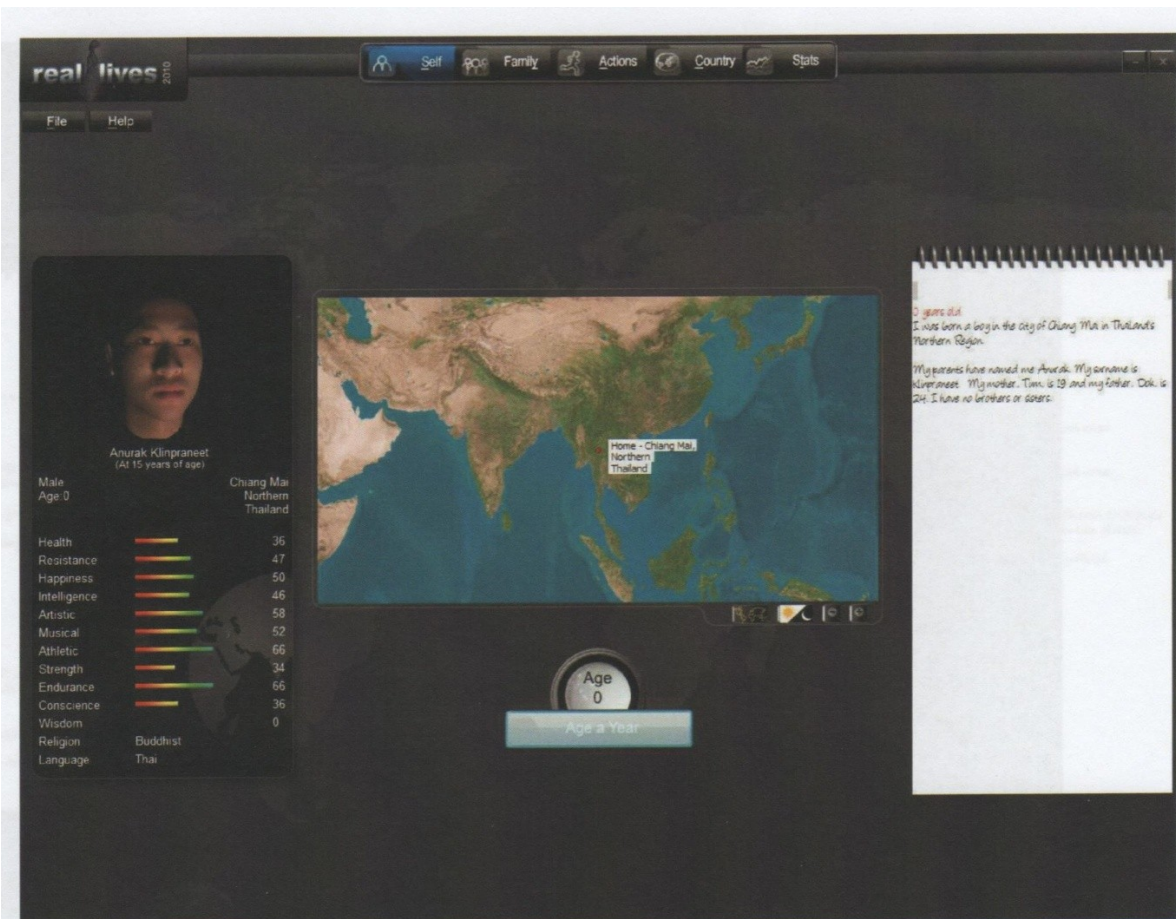 real lives 2010
Self
Family
Actions
Country
Stats
File
Help
Anurak Klinpraneet
(At 15 years of age)
Male
Age:0
Chiang Mai
Northern
Thailand
Health 36
Resistance 47
Happiness 50
Intelligence 46
Artistic 58
Musical 52
Athletic 66
Strength 34
Endurance 66
Conscience 36
Wisdom 0
Religion Buddhist
Language Thai
Home - Chiang Mai,
Northern
Thailand
Age
0
Age a Year
0 years old
I was born a boy in the city of Chiang Mai in Thailand's
Northern Region.
My parents have named me Anurak. My surname is
Klinpraneet. My mother, Tum, is 19 and my father, Dok, is
24. I have no brothers or sisters.